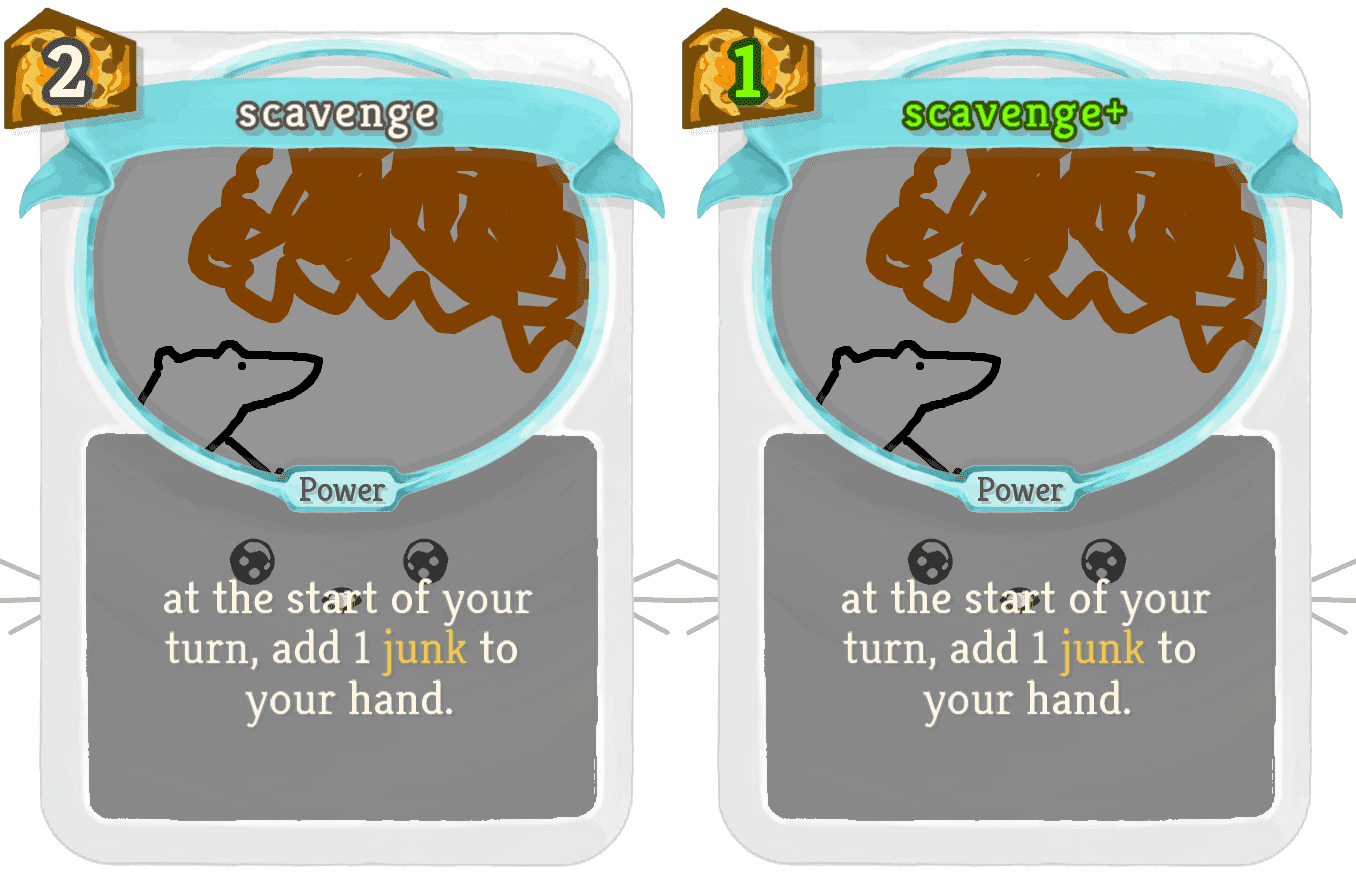 2
scavenge
Power
at the start of your
turn, add 1 junk to
your hand.
1
scavenge+
Power
at the start of your
turn, add 1 junk to
your hand.